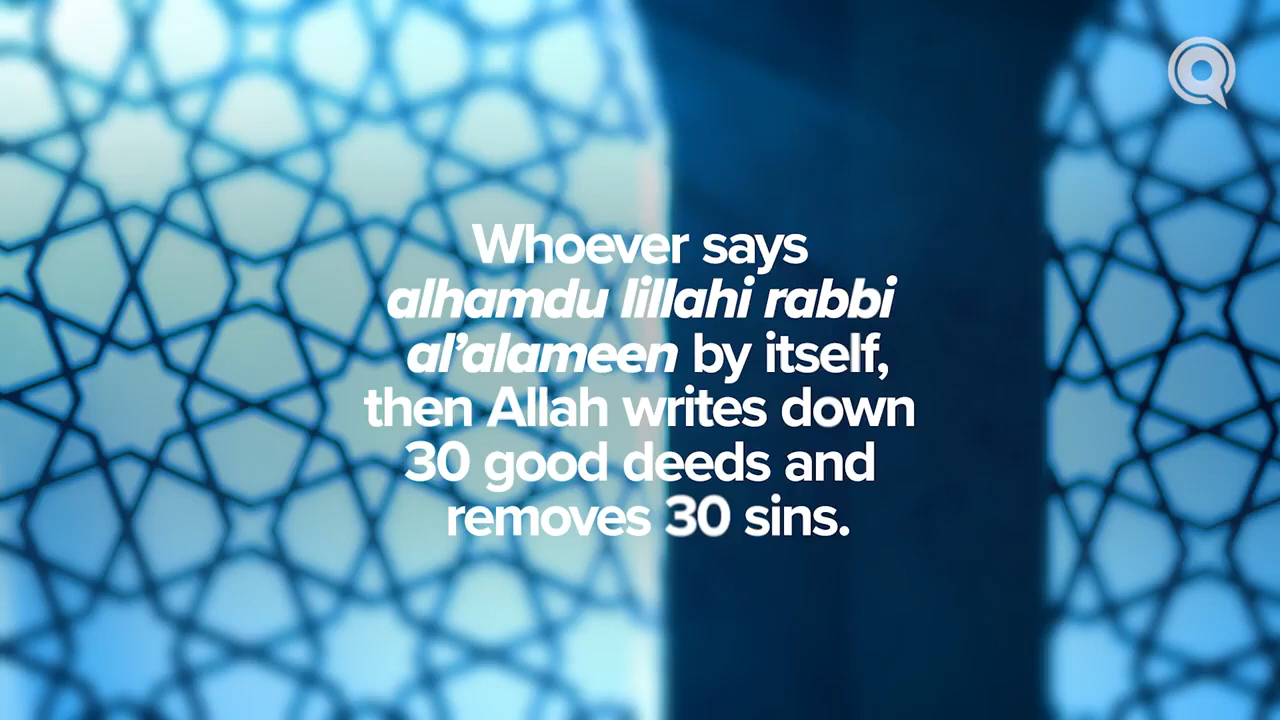 Whoever says
alhamdu lillahi rabbi
al’alameen by itself,
then Allah writes down
30 good deeds and
removes 30 sins.